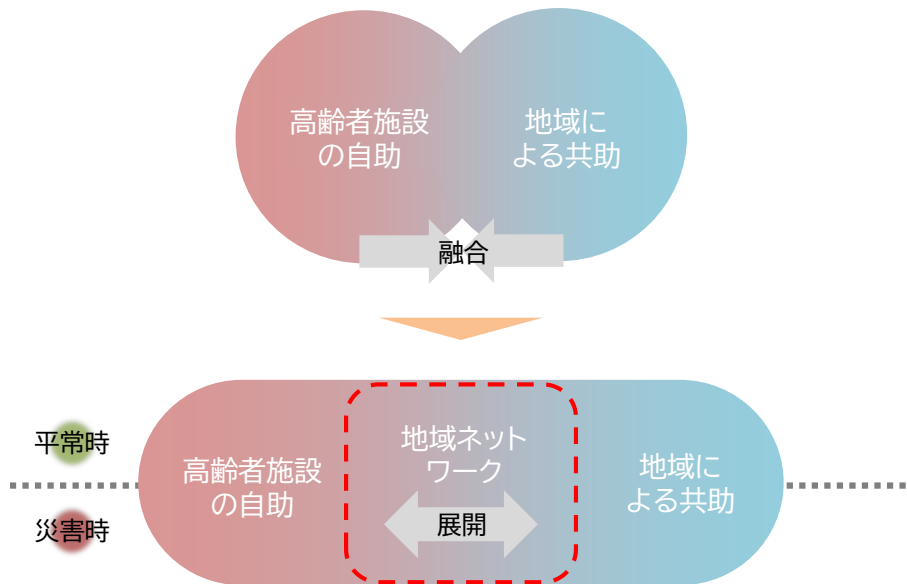 高齢者施設
の自助
地域に
よる共助
融合
平常時
災害時
高齢者施設
の自助
地域ネット
ワーク
展開
地域に
よる共助